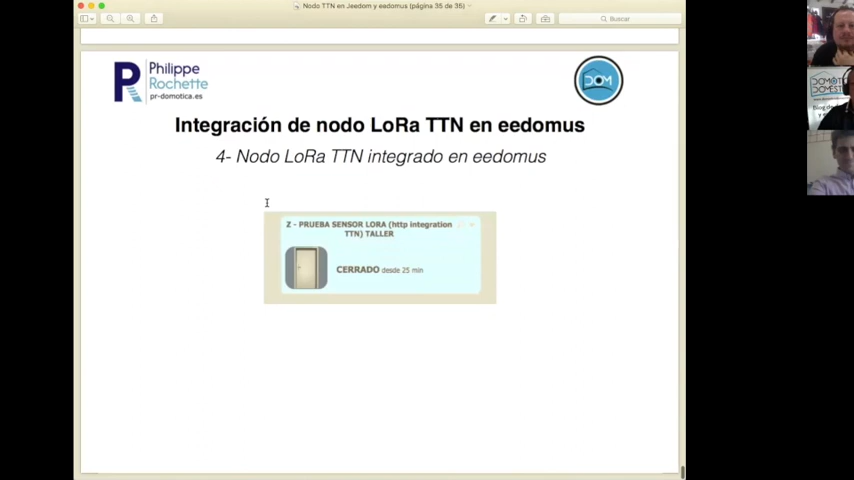 Nodo TTN en Jeedom y eedomus (página 35 de 35)
Buscar
Philippe
Rochette
pr-domotica.es
DOM
Integración de nodo LoRa TTN en eedomus
4- Nodo LoRa TTN integrado en eedomus
Z - PRUEBA SENSOR LORA (http integration
TTN) TALLER
CERRADO desde 25 min